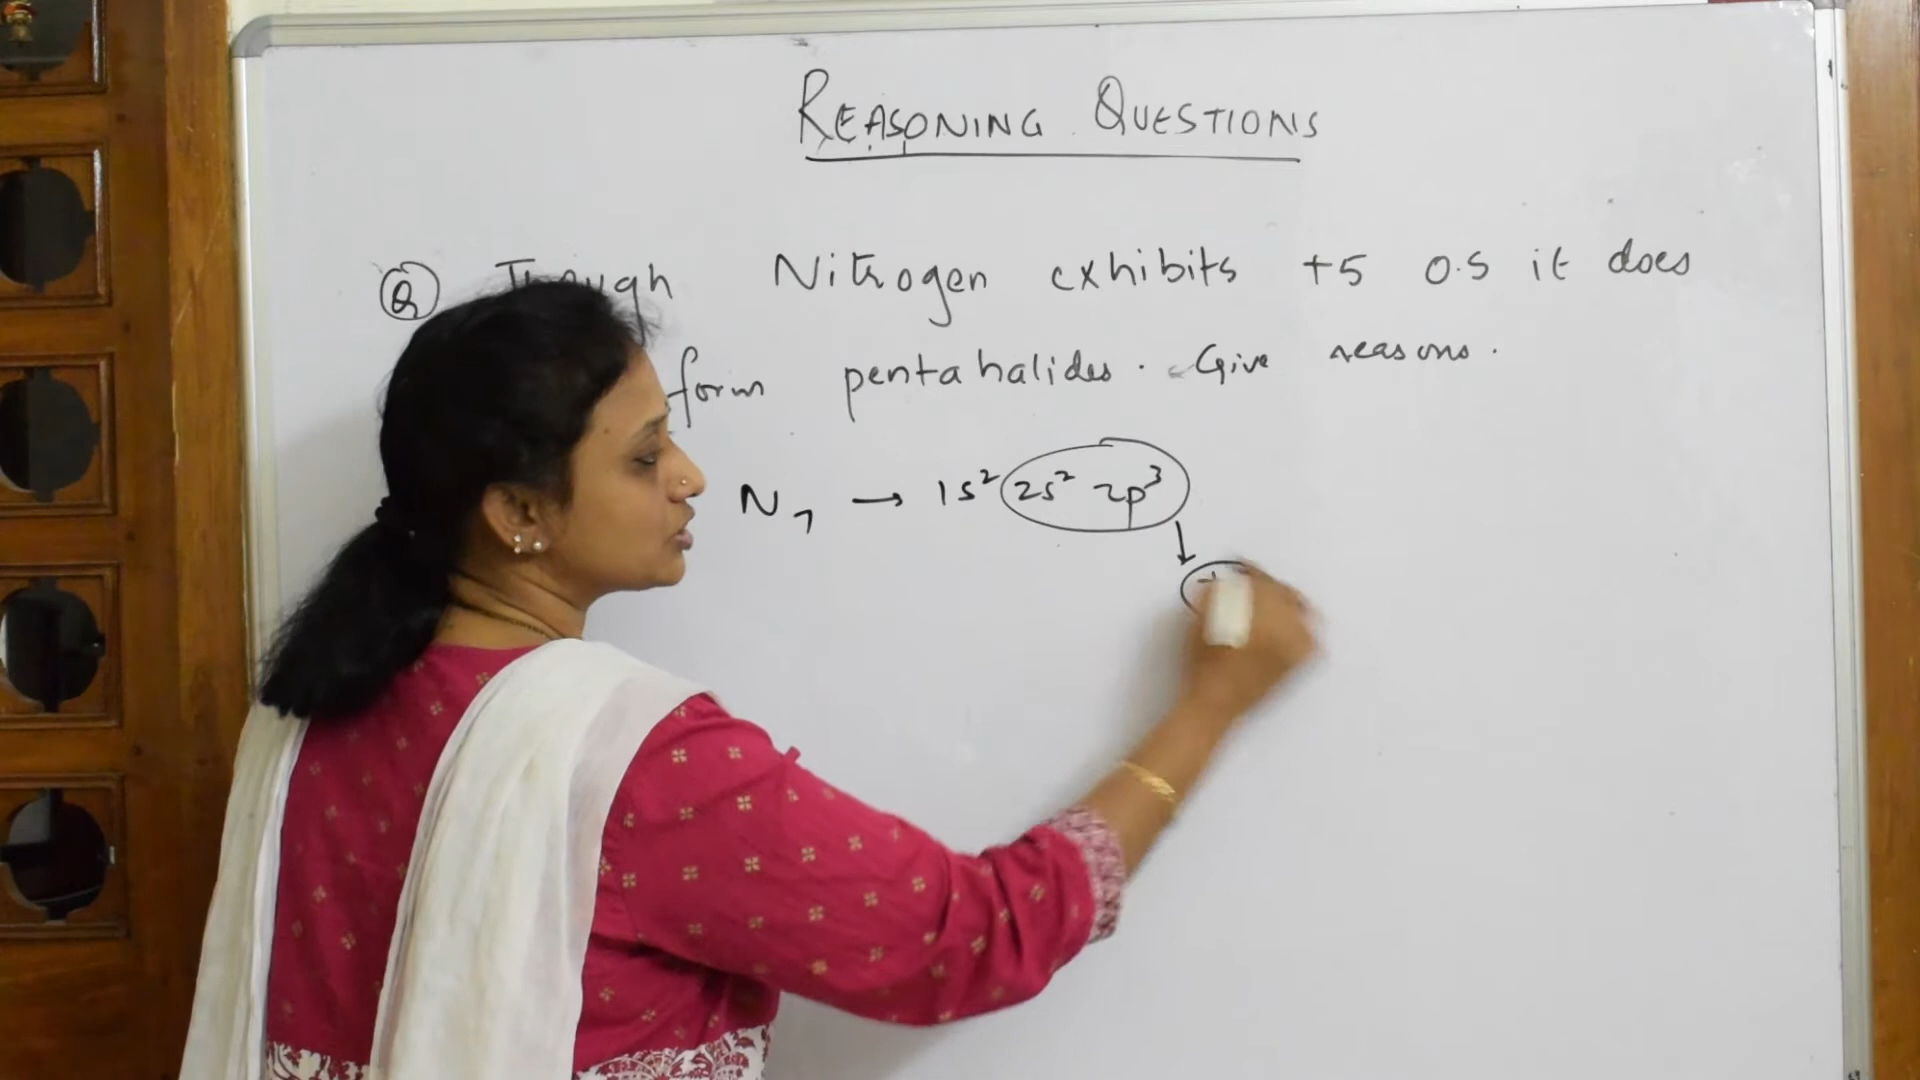 REASONING QUESTIONS
Q Though Nitrogen exhibits +5 O.S it does
form pentahalides. Give reasons.
N₇ → 1s² 2s² 2p³